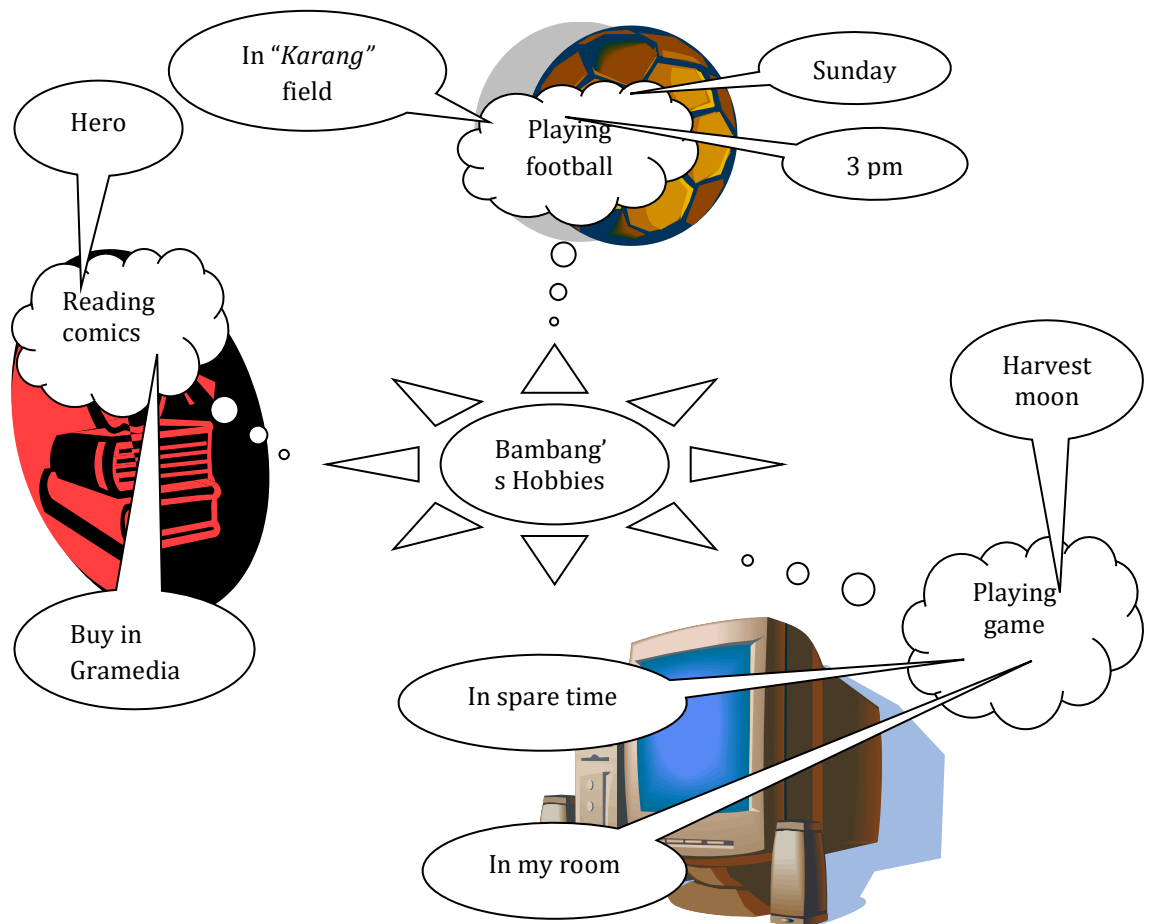 In “Karang”
field
Sunday
Hero
Playing
football
3 pm
Reading
comics
Harvest
moon
Bambang’
s Hobbies
Playing
game
Buy in
Gramedia
In spare time
In my room